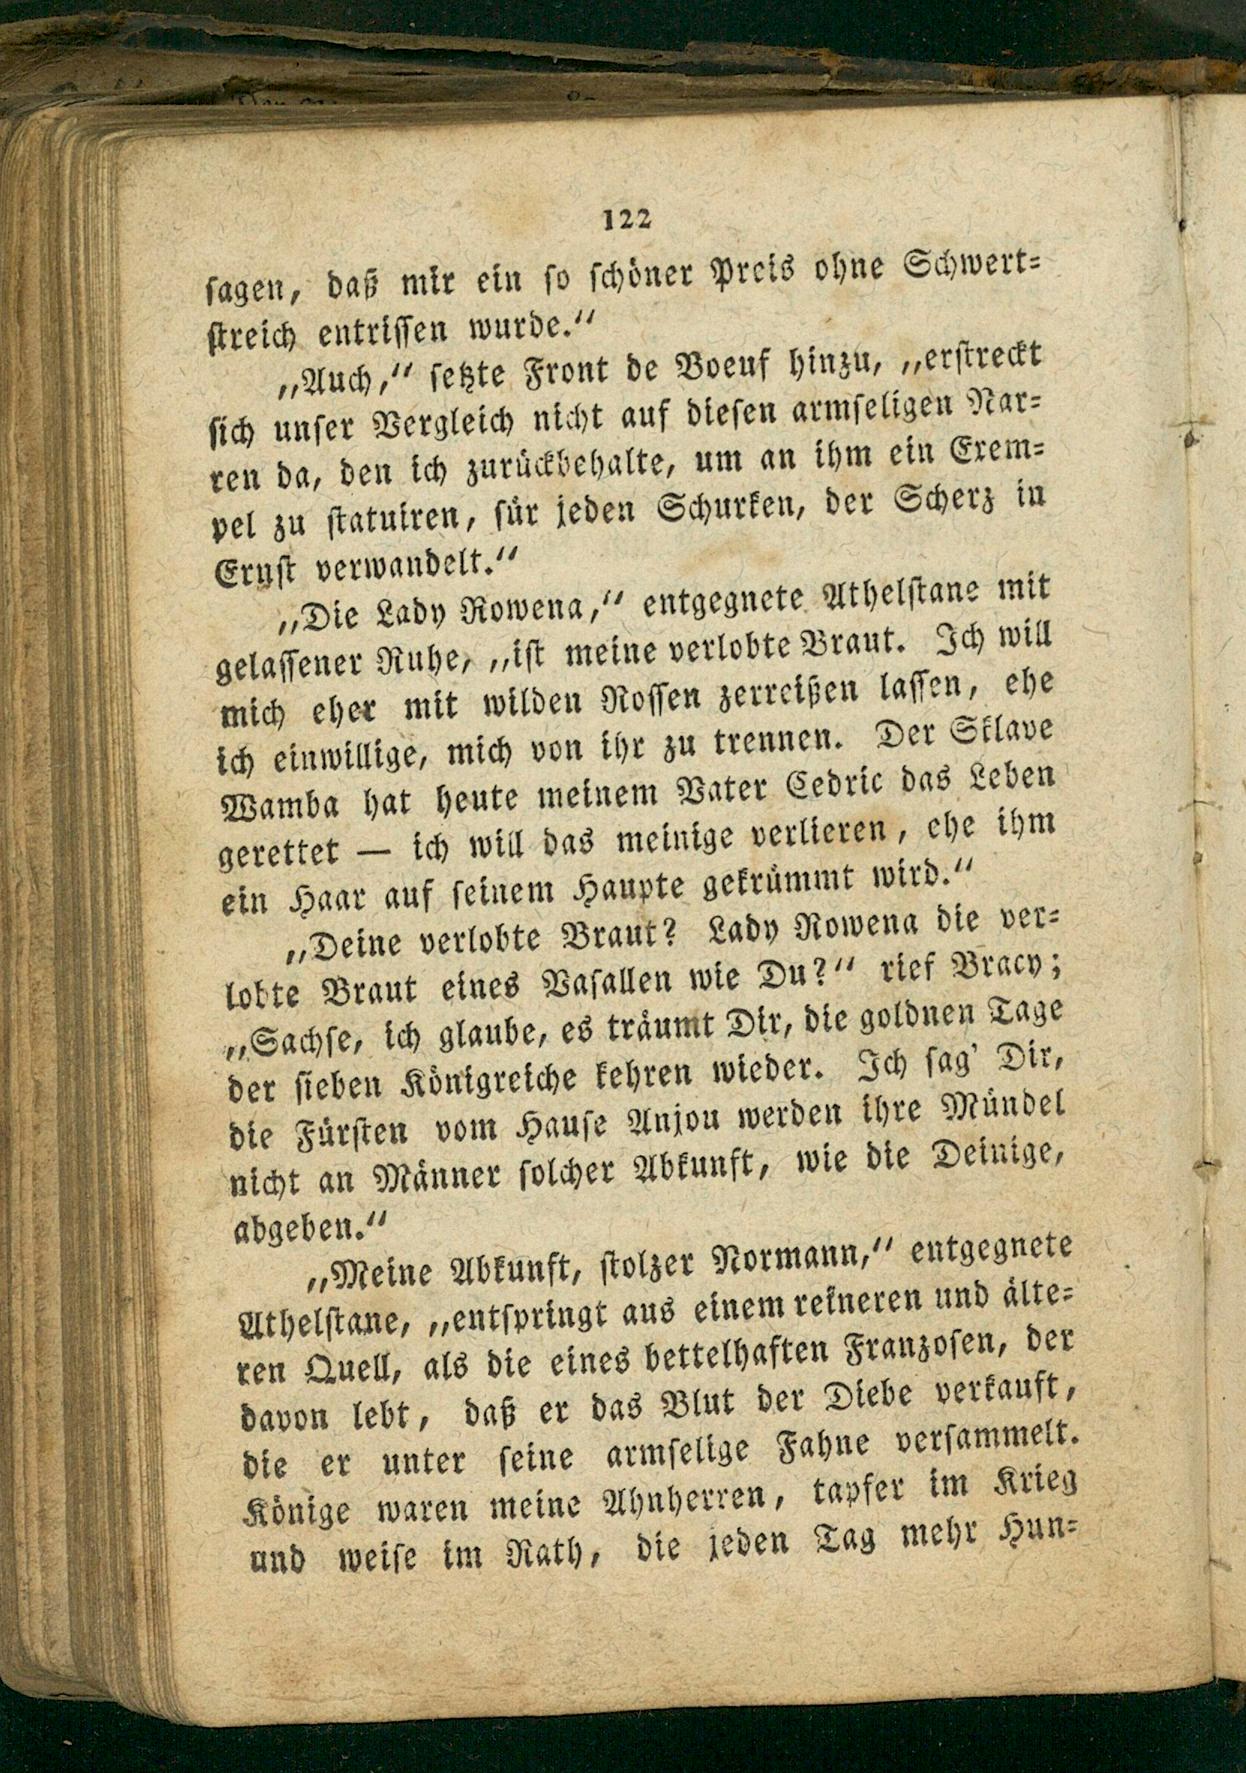 122
sagen, daß mir ein so schöner Preis ohne Schwert=
streich entrissen wurde.“
„Auch,“ setzte Front de Boeuf hinzu, „erstreckt
sich unser Vergleich nicht auf diesen armseligen Nar=
ren da, den ich zurückbehalte, um an ihm ein Exem=
pel zu statuiren, für jeden Schurken, der Scherz in
Ernst verwandelt.“
„Die Lady Rowena,“ entgegnete Athelstane mit
gelassener Ruhe, „ist meine verlobte Braut. Ich will
mich eher mit wilden Rossen zerreißen lassen, ehe
ich einwillige, mich von ihr zu trennen. Der Sklave
Wamba hat heute meinem Vater Cedric das Leben
gerettet — ich will das meinige verlieren, ehe ihm
ein Haar auf seinem Haupte gekrümmt wird.“
„Deine verlobte Braut? Lady Rowena die ver=
lobte Braut eines Vasallen wie Du?“ rief Bracy;
„Sachse, ich glaube, es träumt Dir, die goldnen Tage
der sieben Königreiche kehren wieder. Ich sag' Dir,
die Fürsten vom Hause Anjou werden ihre Mündel
nicht an Männer solcher Abkunft, wie die Deinige,
abgeben.“
„Meine Abkunft, stolzer Normann,“ entgegnete
Athelstane, „entspringt aus einem reineren und älte=
ren Quell, als die eines bettelhaften Franzosen, der
davon lebt, daß er das Blut der Diebe verkauft,
die er unter seine armselige Fahne versammelt.
Könige waren meine Ahnherren, tapfer im Krieg
und weise im Rath, die jeden Tag mehr Hun=